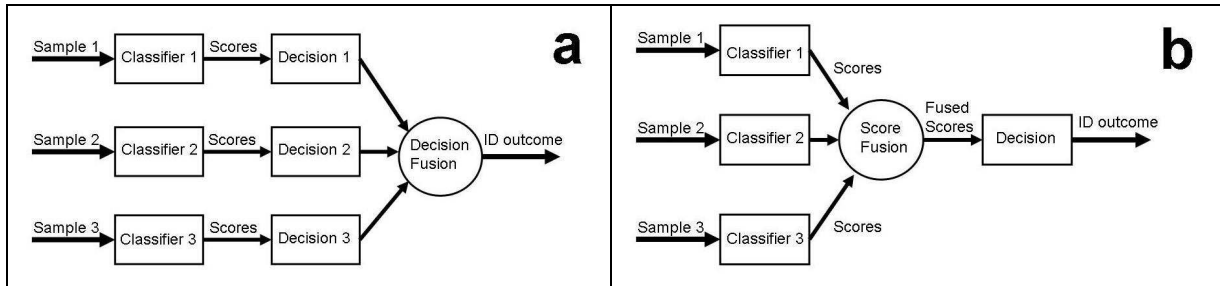 a
Sample 1
Classifier 1
Scores
Decision 1
Sample 2
Classifier 2
Scores
Decision 2
Decision
Fusion
ID outcome
Sample 3
Classifier 3
Scores
Decision 3
b
Sample 1
Classifier 1
Scores
Sample 2
Classifier 2
Score
Fusion
Fused
Scores
Decision
ID outcome
Sample 3
Classifier 3
Scores